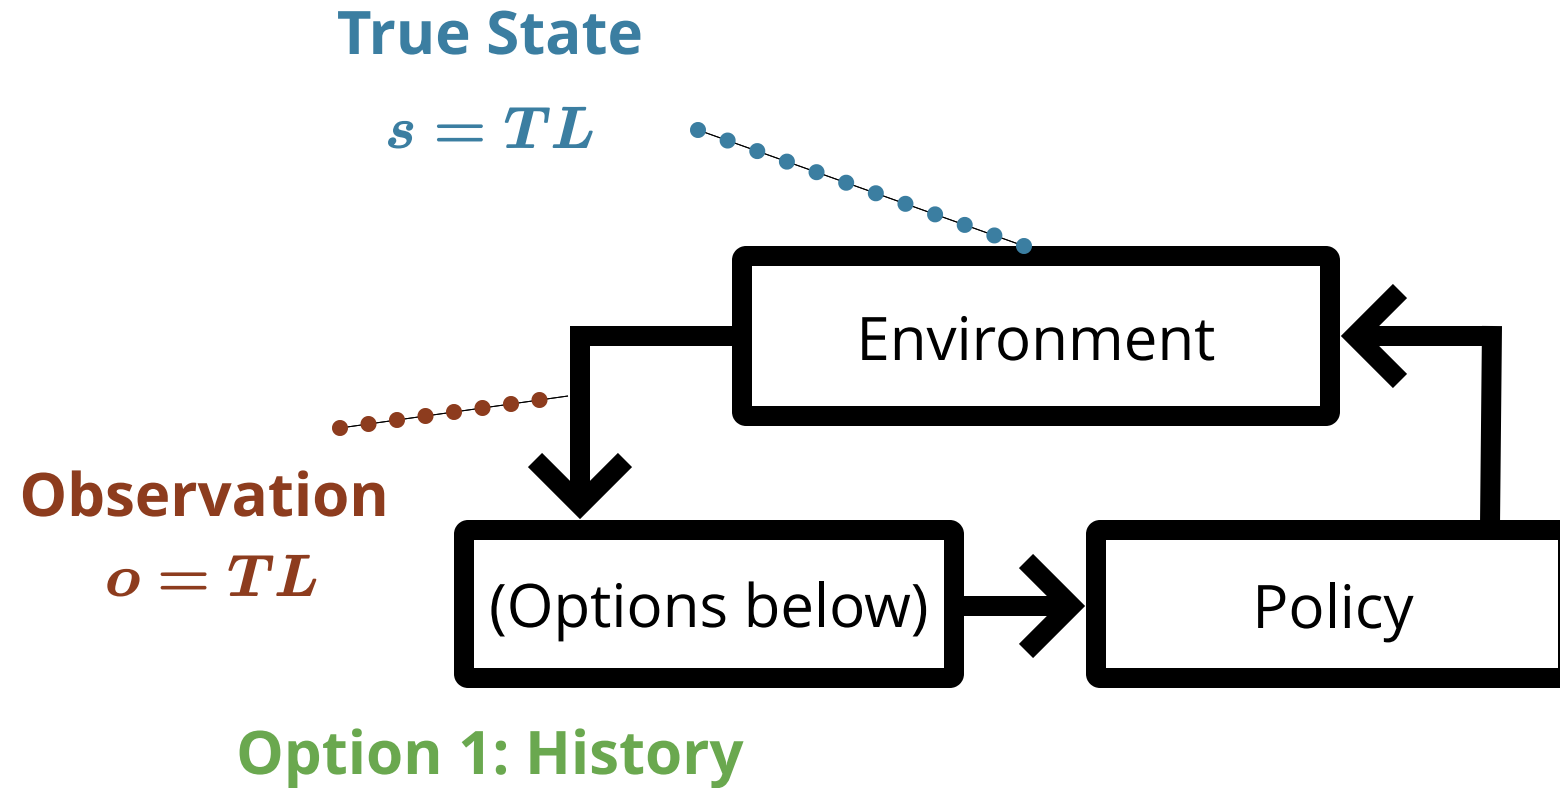 True State
s = TL
Environment
Observation
o = TL
(Options below)
Policy
Option 1: History